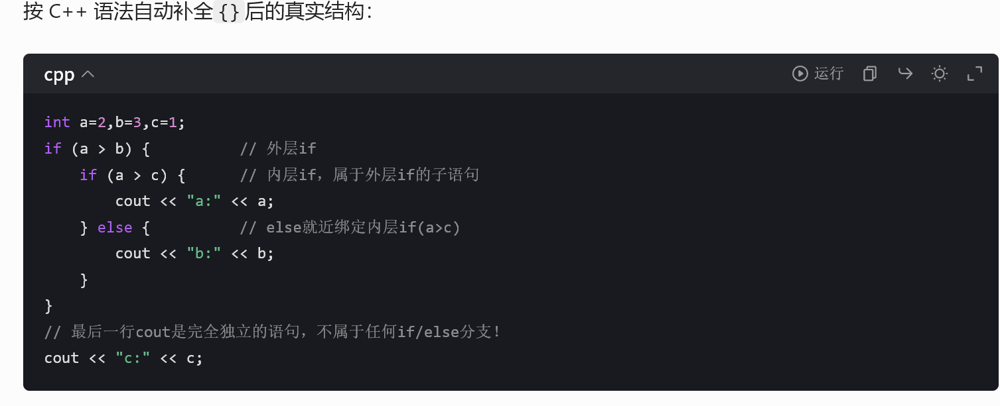 按 C++ 语法自动补全{}后的真实结构：
cpp
运行
int a=2,b=3,c=1;
if (a > b) {          // 外层if
    if (a > c) {      // 内层if，属于外层if的子语句
        cout << "a:" << a;
    } else {          // else就近绑定内层if(a>c)
        cout << "b:" << b;
    }
}
// 最后一行cout是完全独立的语句，不属于任何if/else分支！
cout << "c:" << c;